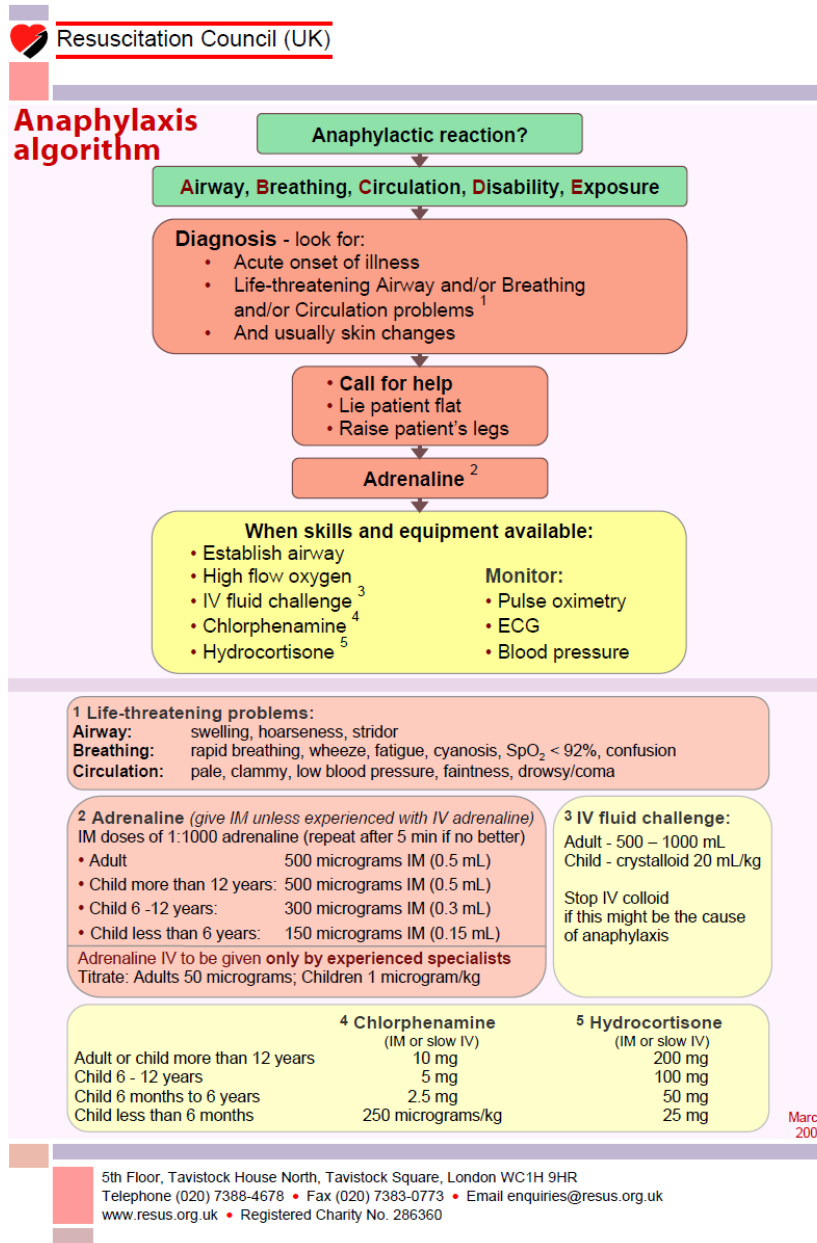 Resuscitation Council (UK)
Anaphylaxis
algorithm
Anaphylactic reaction?
Airway, Breathing, Circulation, Disability, Exposure
Diagnosis - look for:
• Acute onset of illness
• Life-threatening Airway and/or Breathing
and/or Circulation problems 1
• And usually skin changes
• Call for help
• Lie patient flat
• Raise patient's legs
Adrenaline 2
When skills and equipment available:
• Establish airway
• High flow oxygen
• IV fluid challenge 3
• Chlorphenamine 4
• Hydrocortisone 5
Monitor:
• Pulse oximetry
• ECG
• Blood pressure
1 Life-threatening problems:
Airway: swelling, hoarseness, stridor
Breathing: rapid breathing, wheeze, fatigue, cyanosis, SpO2 < 92%, confusion
Circulation: pale, clammy, low blood pressure, faintness, drowsy/coma
2 Adrenaline (give IM unless experienced with IV adrenaline)
IM doses of 1:1000 adrenaline (repeat after 5 min if no better)
• Adult 500 micrograms IM (0.5 mL)
• Child more than 12 years: 500 micrograms IM (0.5 mL)
• Child 6 -12 years: 300 micrograms IM (0.3 mL)
• Child less than 6 years: 150 micrograms IM (0.15 mL)
Adrenaline IV to be given only by experienced specialists
Titrate: Adults 50 micrograms; Children 1 microgram/kg
3 IV fluid challenge:
Adult - 500 – 1000 mL
Child - crystalloid 20 mL/kg
Stop IV colloid
if this might be the cause
of anaphylaxis
4 Chlorphenamine 5 Hydrocortisone
(IM or slow IV) (IM or slow IV)
Adult or child more than 12 years 10 mg 200 mg
Child 6 - 12 years 5 mg 100 mg
Child 6 months to 6 years 2.5 mg 50 mg
Child less than 6 months 250 micrograms/kg 25 mg
Marc
200
5th Floor, Tavistock House North, Tavistock Square, London WC1H 9HR
Telephone (020) 7388-4678 • Fax (020) 7383-0773 • Email enquiries@resus.org.uk
www.resus.org.uk • Registered Charity No. 286360